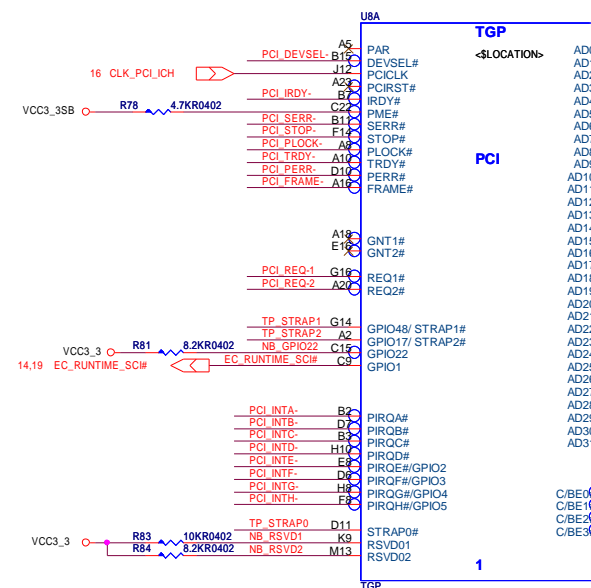 U8A
TGP
<$LOCATION>
PCI
A5 PAR
PCI_DEVSEL- B15 DEVSEL#
16 CLK_PCI_ICH J12 PCICLK
A23 PCIRST#
PCI_IRDY- B7 IRDY#
VCC3_3SB R78 4.7KR0402 C22 PME#
PCI_SERR- B11 SERR#
PCI_STOP- F14 STOP#
PCI_PLOCK- A8 PLOCK#
PCI_TRDY- A10 TRDY#
PCI_PERR- D10 PERR#
PCI_FRAME- A16 FRAME#
A18 GNT1#
E16 GNT2#
PCI_REQ-1 G16 REQ1#
PCI_REQ-2 A20 REQ2#
TP_STRAP1 G14 GPIO48/ STRAP1#
TP_STRAP2 A2 GPIO17/ STRAP2#
VCC3_3 R81 8.2KR0402 NB_GPIO22 C15 GPIO22
14,19 EC_RUNTIME_SCI# C9 GPIO1
PCI_INTA- B2 PIRQA#
PCI_INTB- D7 PIRQB#
PCI_INTC- B3 PIRQC#
PCI_INTD- H10 PIRQD#
PCI_INTE- E8 PIRQE#/GPIO2
PCI_INTF- D6 PIRQF#/GPIO3
PCI_INTG- H8 PIRQG#/GPIO4
PCI_INTH- F8 PIRQH#/GPIO5
TP_STRAP0 D11 STRAP0#
VCC3_3 R83 10KR0402 NB_RSVD1 K9 RSVD01
R84 8.2KR0402 NB_RSVD2 M13 RSVD02
1
TGP
AD0
AD1
AD2
AD3
AD4
AD5
AD6
AD7
AD8
AD9
AD10
AD11
AD12
AD13
AD14
AD15
AD16
AD17
AD18
AD19
AD20
AD21
AD22
AD23
AD24
AD25
AD26
AD27
AD28
AD29
AD30
AD31
C/BE0
C/BE1
C/BE2
C/BE3